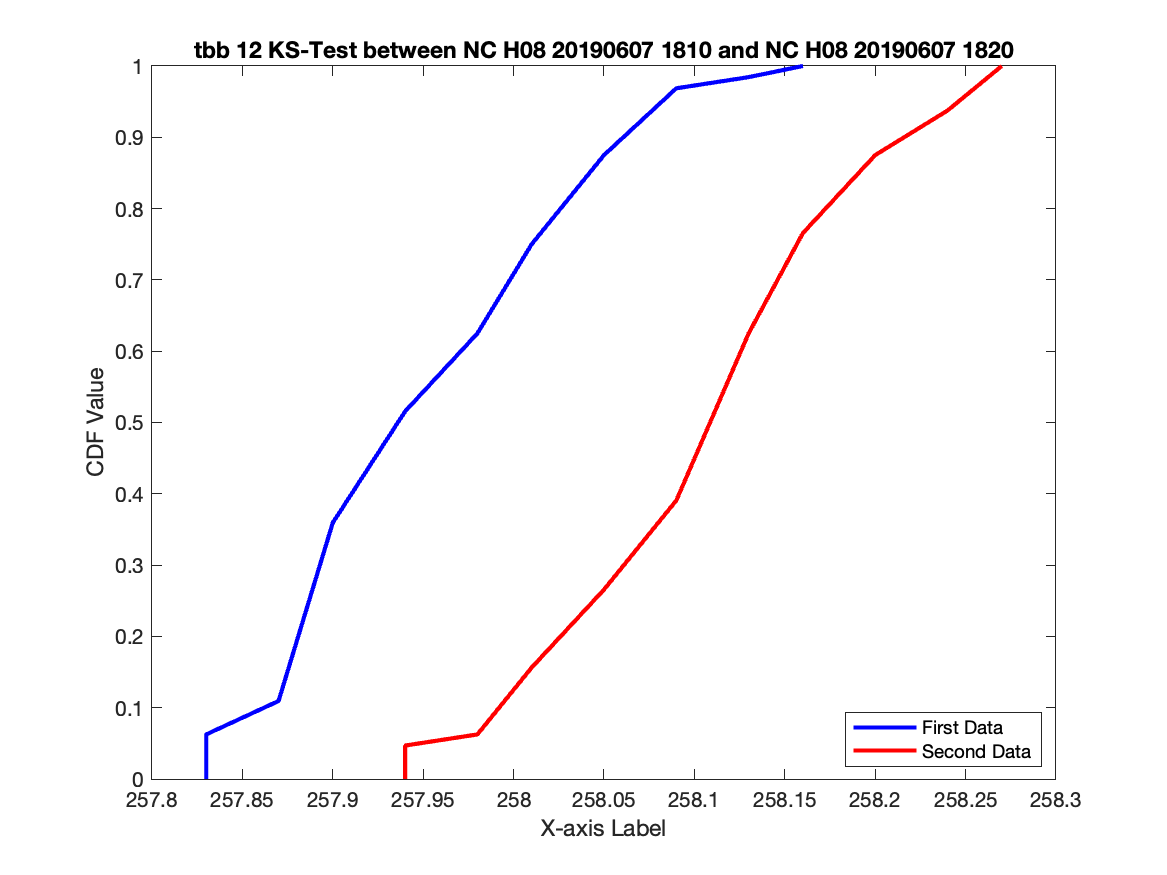 tbb 12 KS-Test between NC H08 20190607 1810 and NC H08 20190607 1820
1
0.9
0.8
0.7
0.6
0.5
0.4
0.3
0.2
0.1
0
CDF Value
First Data
Second Data
257.8 257.85 257.9 257.95 258 258.05 258.1 258.15 258.2 258.25 258.3
X-axis Label